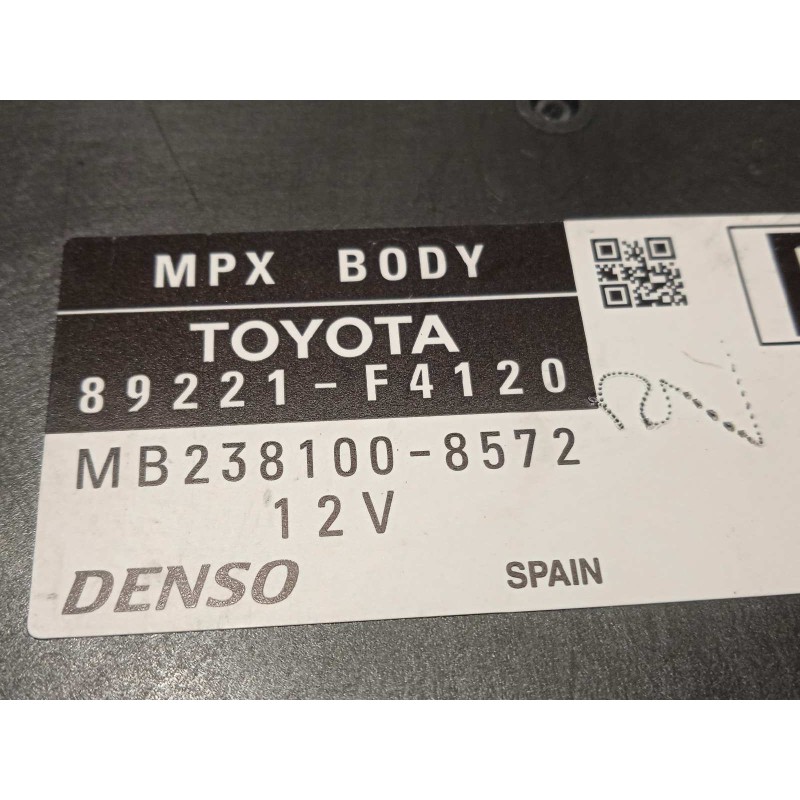 MPX BODY
TOYOTA
89221-F4120
MB238100-8572
12V
DENSO
SPAIN